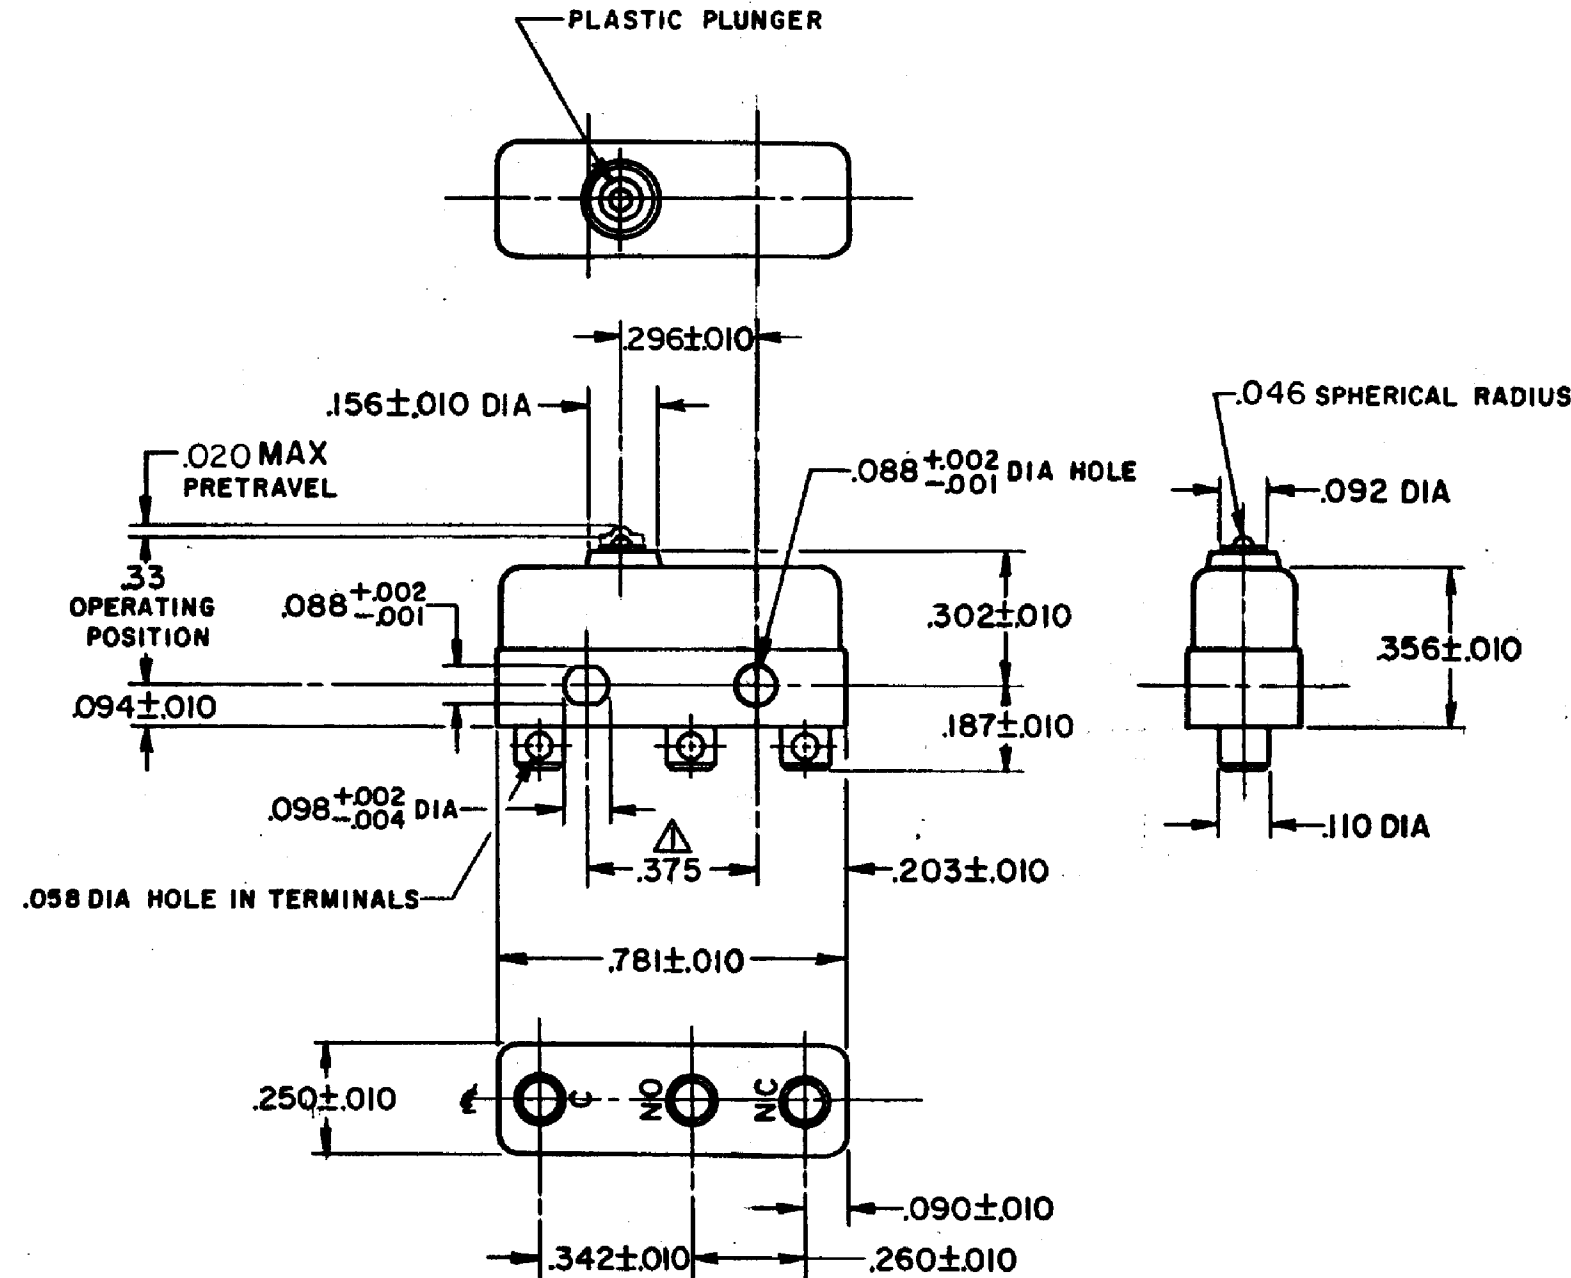 PLASTIC PLUNGER
.296±.010
.156±.010 DIA
.046 SPHERICAL RADIUS
.020 MAX
PRETRAVEL
.088 +.002 -.001 DIA HOLE
.092 DIA
.33
OPERATING
POSITION
.088 +.002 -.001
.302±.010
.356±.010
.094±.010
.187±.010
.098 +.002 -.004 DIA
.110 DIA
1
.375
.203±.010
.058 DIA HOLE IN TERMINALS
.781±.010
.250±.010
C
NO
NC
.090±.010
.342±.010
.260±.010